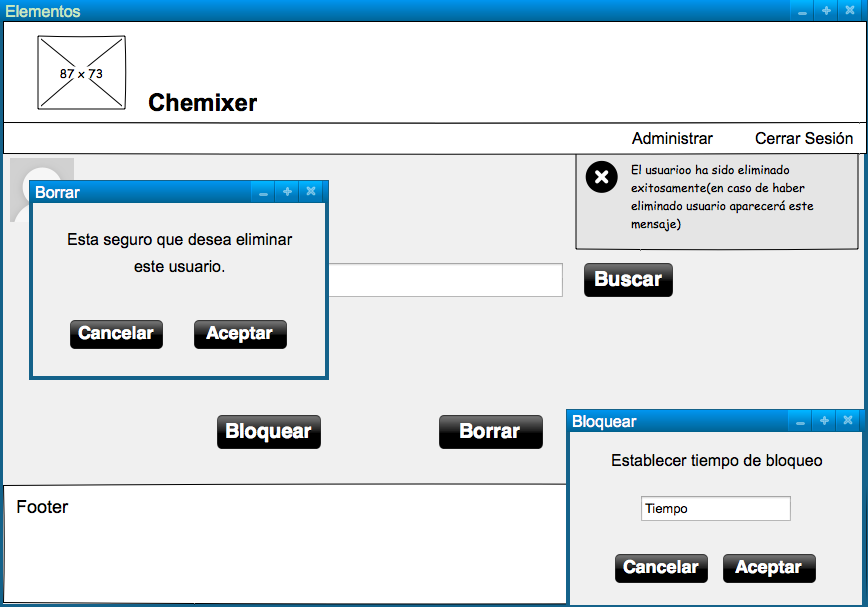 Elementos
87 x 73
Chemixer
Administrar
Cerrar Sesión
El usuarioo ha sido eliminado
exitosamente(en caso de haber
eliminado usuario aparecerá este
mensaje)
Borrar
Esta seguro que desea eliminar
este usuario.
Cancelar
Aceptar
Buscar
Bloquear
Borrar
Bloquear
Establecer tiempo de bloqueo
Tiempo
Cancelar
Aceptar
Footer